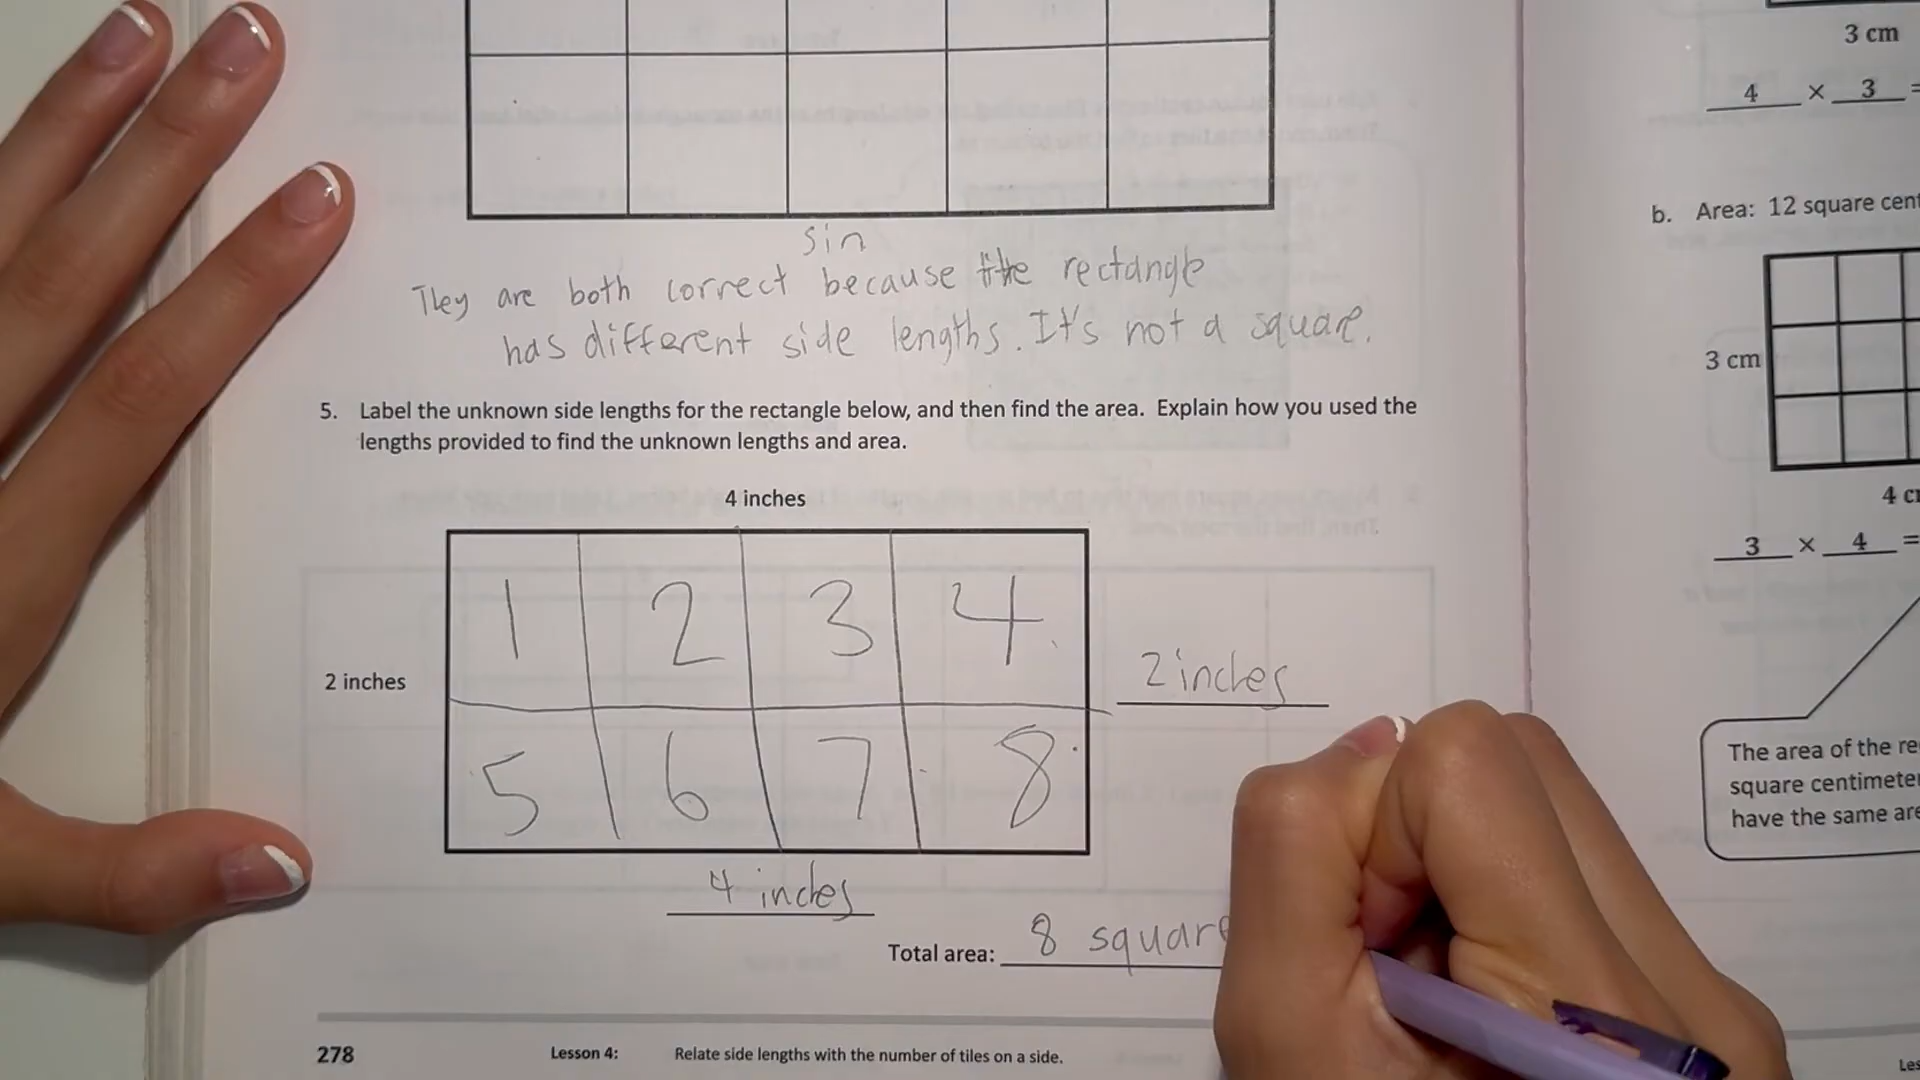 5in
They are both correct because the rectangle
has different side lengths. It's not a square.
5. Label the unknown side lengths for the rectangle below, and then find the area. Explain how you used the
lengths provided to find the unknown lengths and area.
4 inches
1 2 3 4
2 inches
2 inches
5 6 7 8
4 inches
Total area: 8 square
278 Lesson 4: Relate side lengths with the number of tiles on a side.
3 cm
4 × 3 =
b. Area: 12 square cent
3 cm
4 c
3 × 4 =
The area of the re
square centimete
have the same are
Les